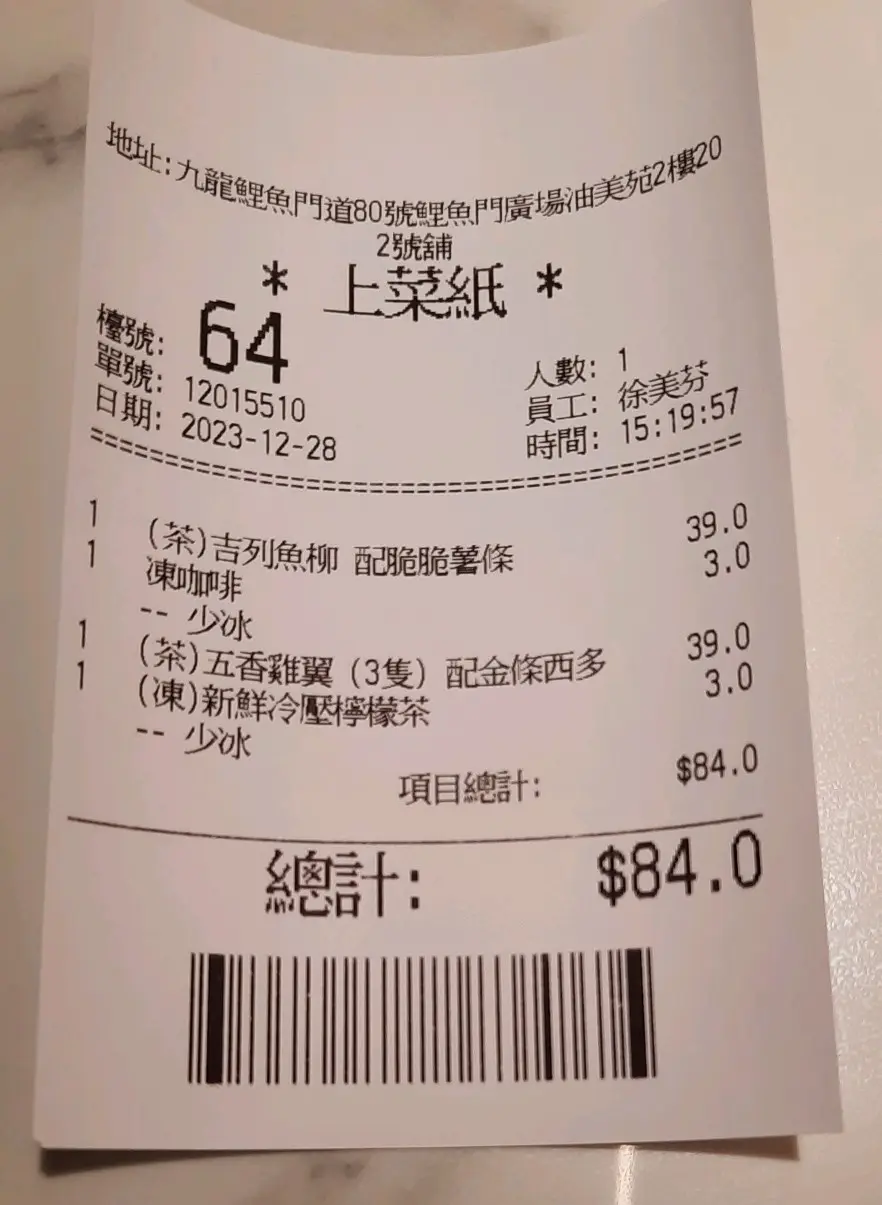 地址:九龍鯉魚門道80號鯉魚門廣場油美苑2樓20
2號舖
* 上菜紙 *
檯號: 64 人數: 1
單號: 12015510 員工: 徐美芬
日期: 2023-12-28 時間: 15:19:57
1 (茶)吉列魚柳 配脆脆薯條 39.0
1 凍咖啡 3.0
-- 少冰
1 (茶)五香雞翼 (3隻) 配金條西多 39.0
1 (凍)新鮮冷壓檸檬茶 3.0
-- 少冰
項目總計: $84.0
總計: $84.0